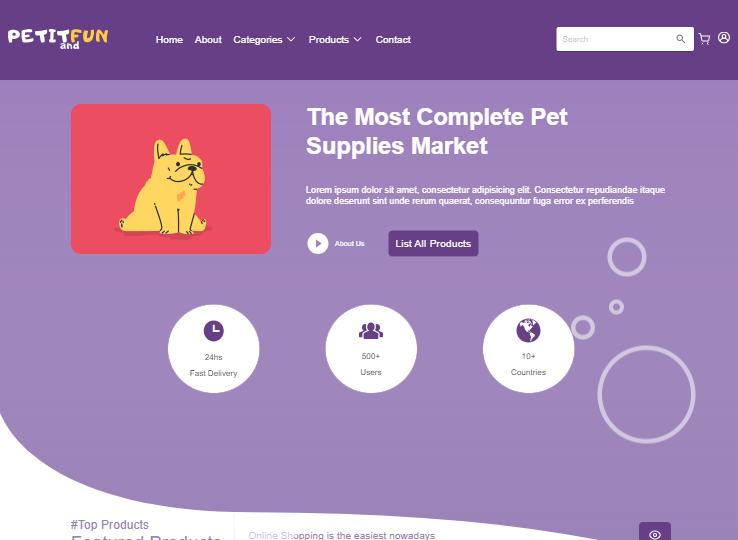 PETIT and FUN
Home About Categories Products Contact
Search
The Most Complete Pet
Supplies Market
Lorem ipsum dolor sit amet, consectetur adipisicing elit. Consectetur repudiandae itaque
dolore deserunt sint unde rerum quaerat, consequuntur fuga error ex perferendis
About Us
List All Products
24hs
Fast Delivery
500+
Users
10+
Countries
#Top Products
Featured Products
Online Shopping is the easiest nowadays